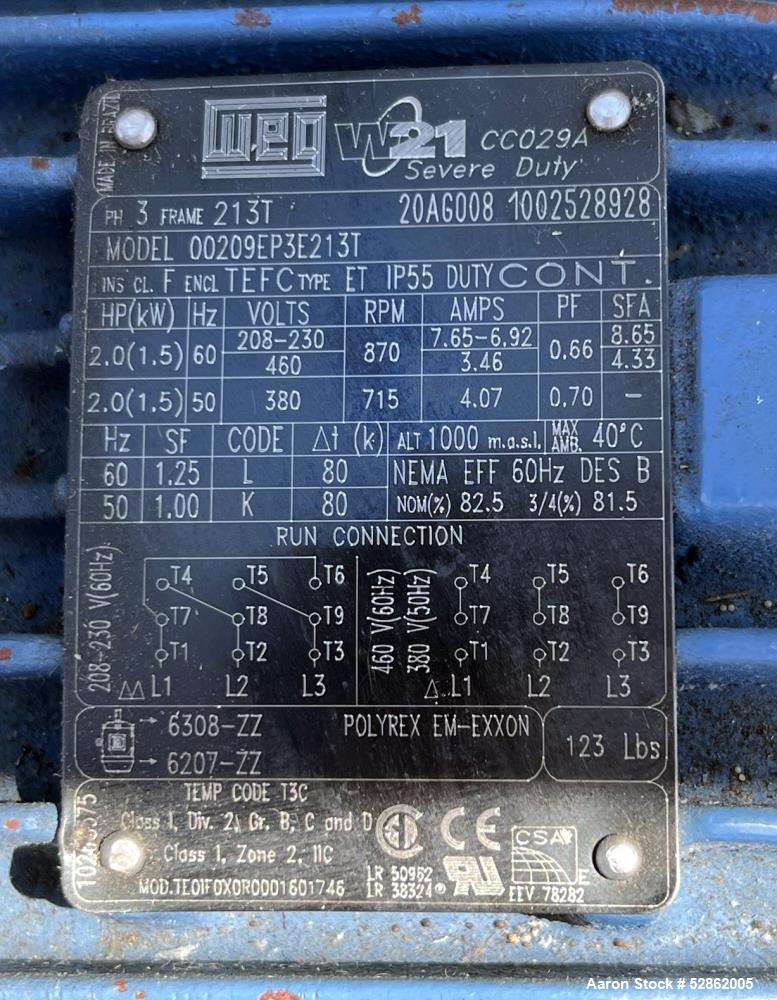 MADE IN BRAZIL
WEG W21 CC029A
Severe Duty
PH 3 FRAME 213T 20AG008 1002528928
MODEL 00209EP3E213T
INS CL. F ENCL TEFC TYPE ET IP55 DUTY CONT.
HP(kW) Hz VOLTS RPM AMPS PF SFA
2.0(1.5) 60 208-230 460 870 7.65-6.92 3.46 0.66 8.65 4.33
2.0(1.5) 50 380 715 4.07 0.70 -
Hz SF CODE Δt (k) ALT 1000 m.a.s.l. MAX AMB. 40°C
60 1.25 L 80 NEMA EFF 60Hz DES B
50 1.00 K 80 NOM(%) 82.5 3/4(%) 81.5
RUN CONNECTION
208-230 V(60Hz)
T4 T5 T6
T7 T8 T9
T1 T2 T3
ΔΔ L1 L2 L3
460 V(60Hz)
380 V(50Hz)
T4 T5 T6
T7 T8 T9
T1 T2 T3
Δ L1 L2 L3
6308-ZZ POLYREX EM-EXXON
6207-ZZ
123 Lbs
TEMP CODE T3C
Class 1, Div. 2, Gr. B, C and D
Class 1, Zone 2, IIC
MOD.TE01F0X0R0001601746
LR 50962
LR 38324
CE
CSA
E
EEV 78282
Aaron Stock # 52862005